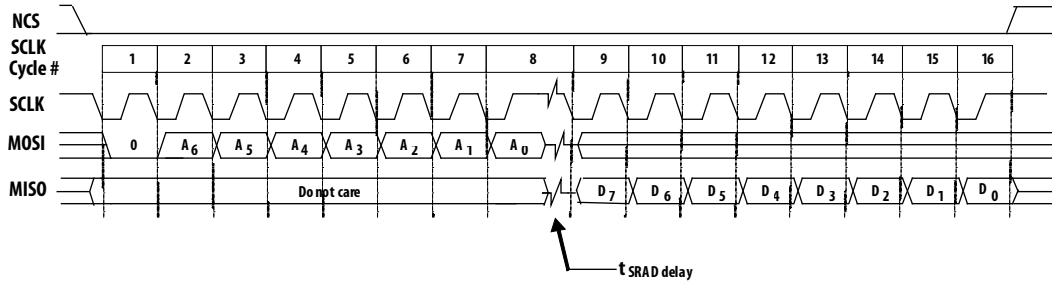 NCS
SCLK
Cycle #
1 2 3 4 5 6 7 8 9 10 11 12 13 14 15 16
SCLK
MOSI 0 A6 A5 A4 A3 A2 A1 A0
MISO Do not care D7 D6 D5 D4 D3 D2 D1 D0
t SRAD delay